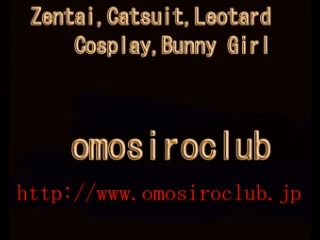 Zentai,Catsuit,Leotard
Cosplay,Bunny Girl
omosiroclub
http://www.omosiroclub.jp